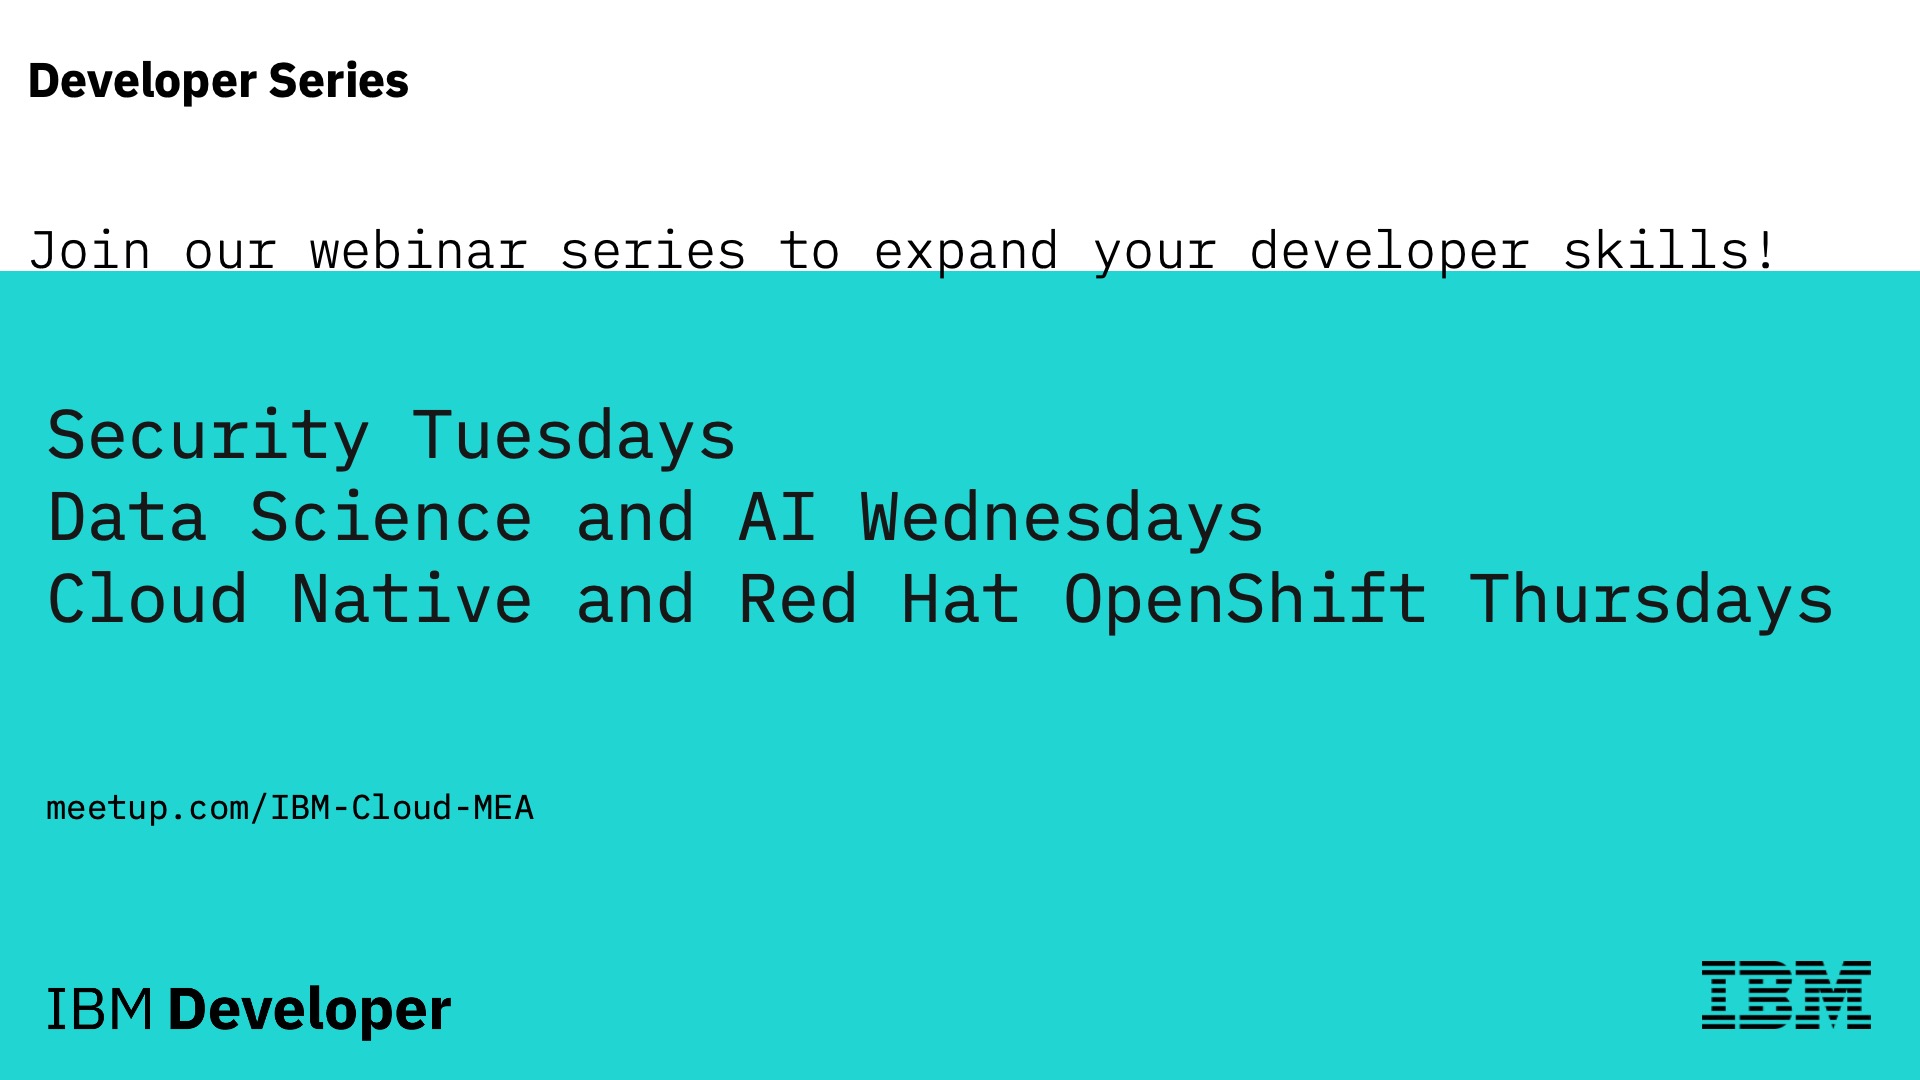 Developer Series
Join our webinar series to expand your developer skills!
Security Tuesdays
Data Science and AI Wednesdays
Cloud Native and Red Hat OpenShift Thursdays
meetup.com/IBM-Cloud-MEA
IBM Developer
IBM